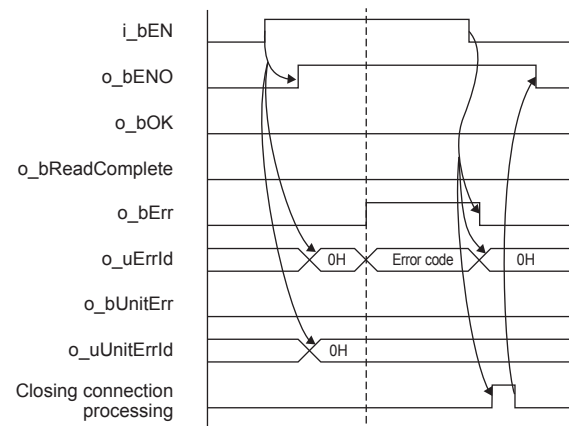 i_bEN
o_bENO
o_bOK
o_bReadComplete
o_bErr
o_uErrId 0H Error code 0H
o_bUnitErr
o_uUnitErrId 0H
Closing connection
processing